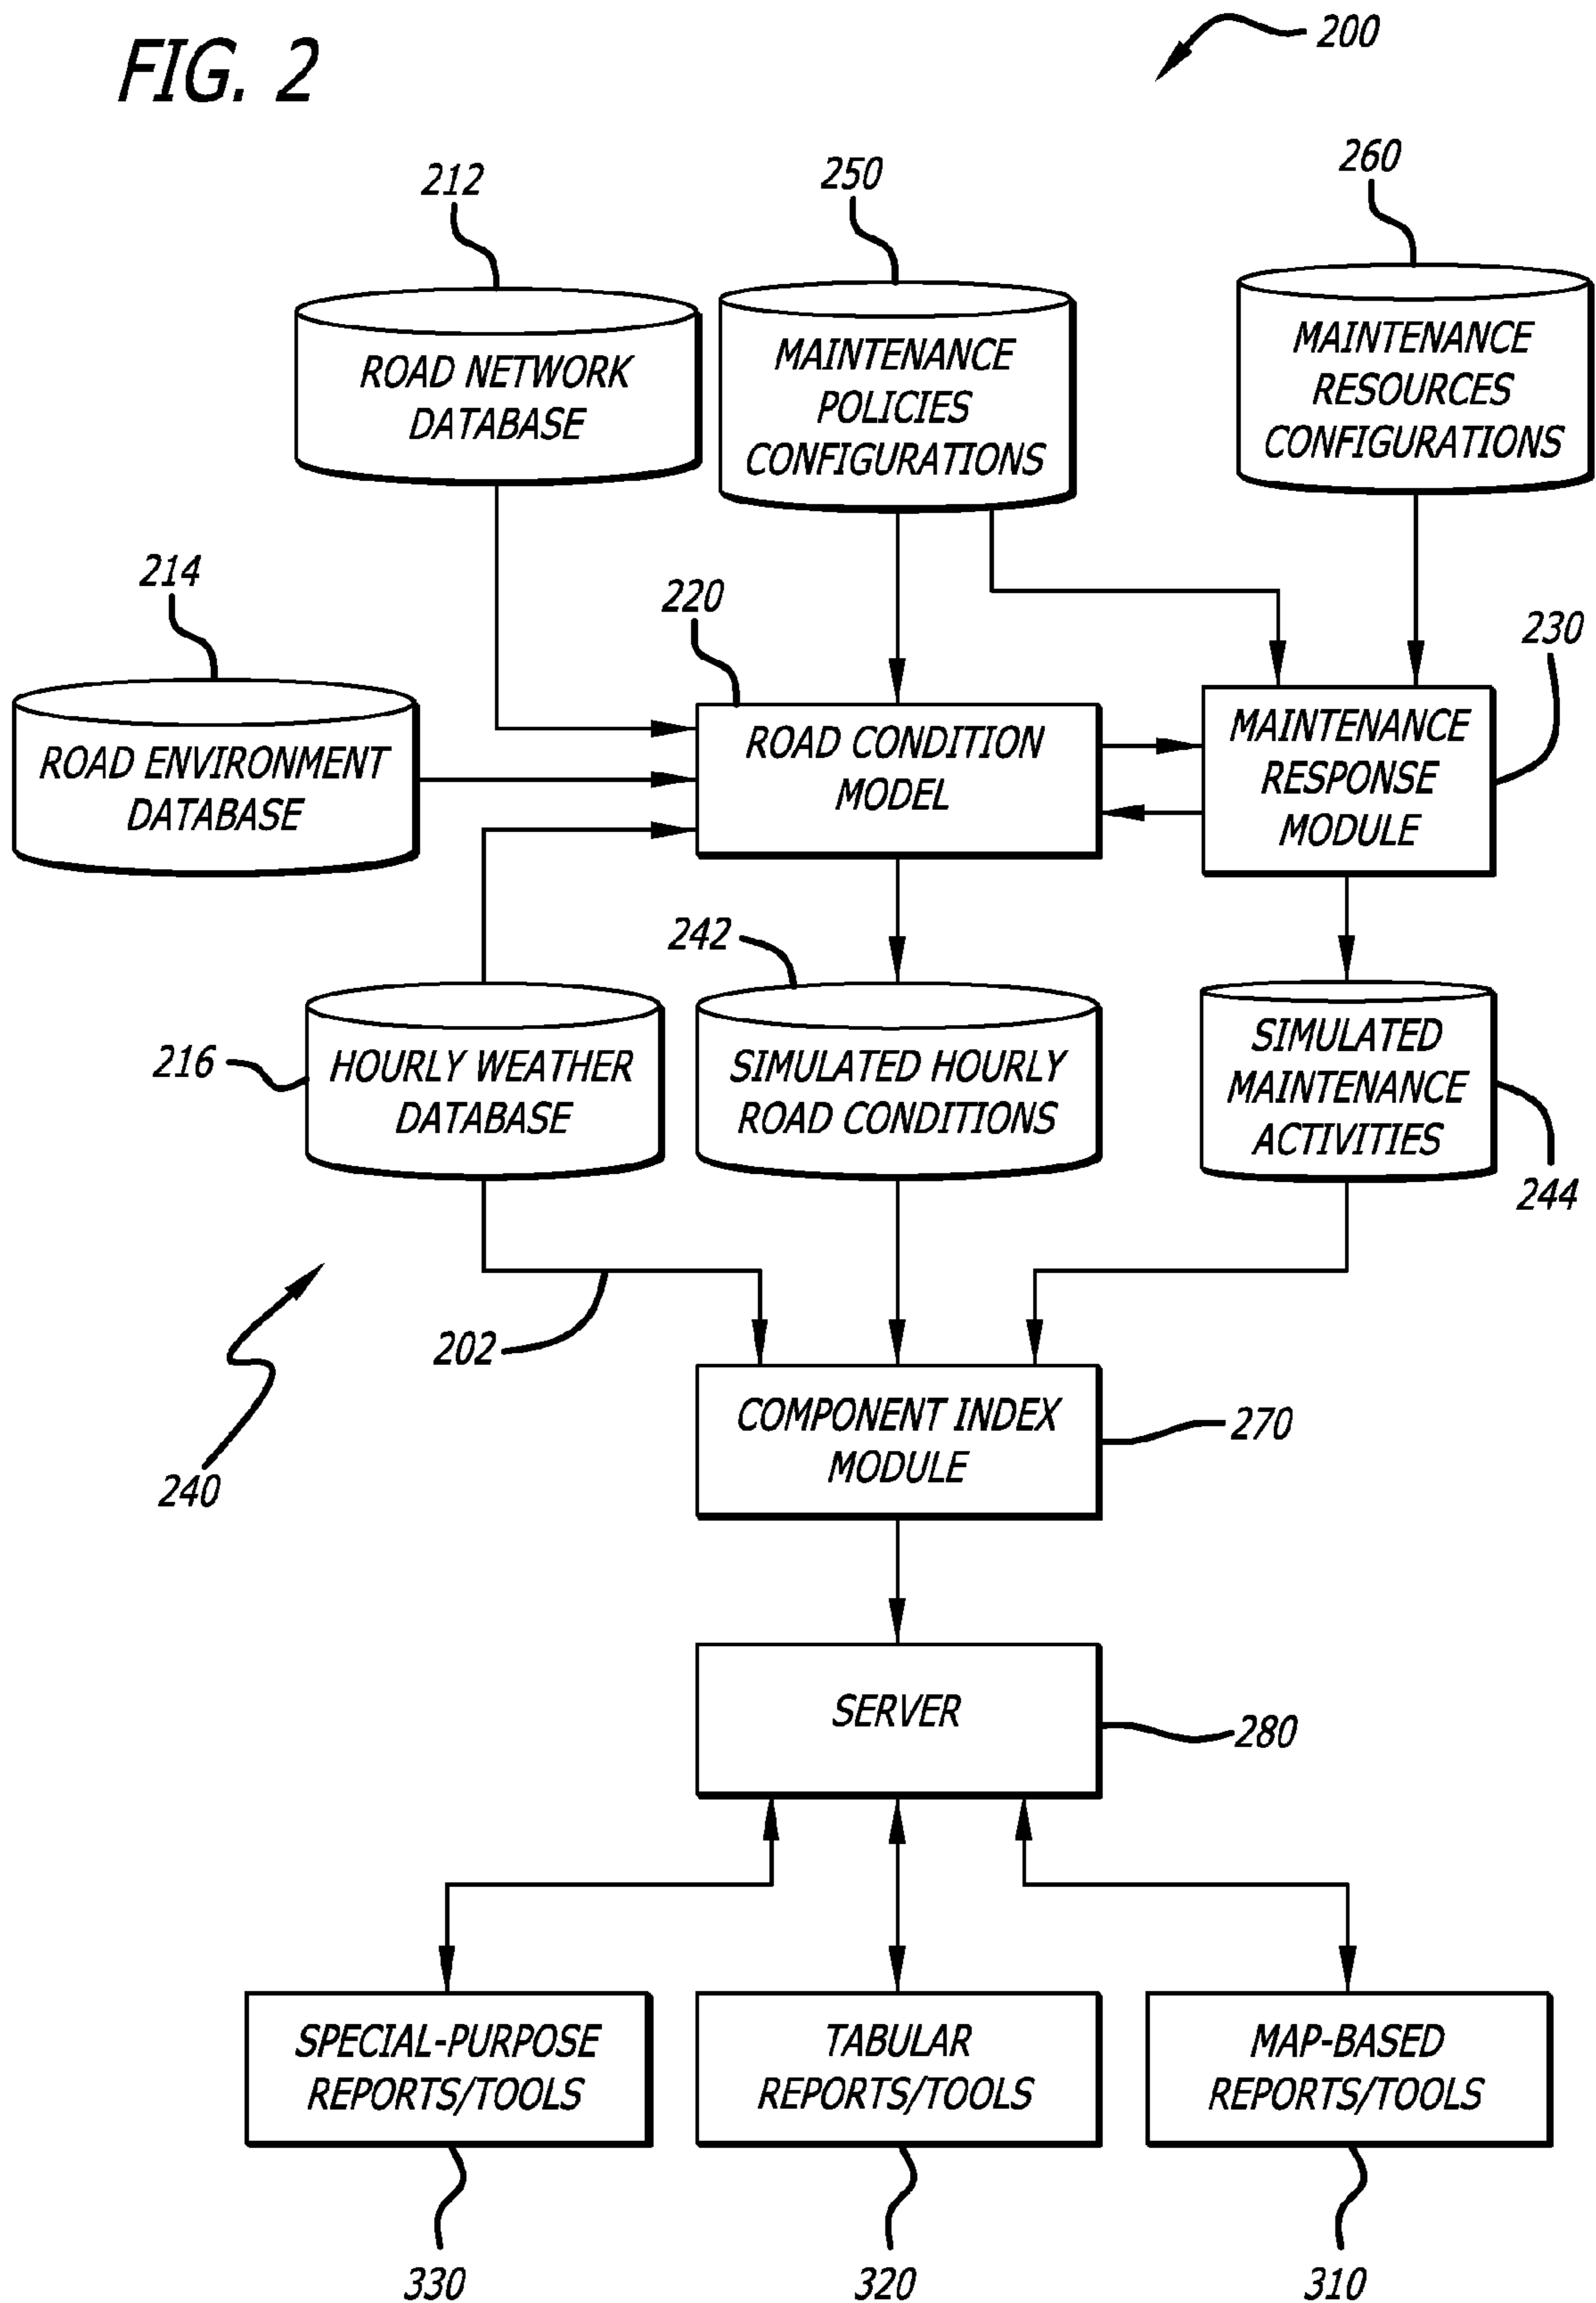 FIG. 2
200
212
250
260
ROAD NETWORK
DATABASE
MAINTENANCE
POLICIES
CONFIGURATIONS
MAINTENANCE
RESOURCES
CONFIGURATIONS
214
220
230
ROAD ENVIRONMENT
DATABASE
ROAD CONDITION
MODEL
MAINTENANCE
RESPONSE
MODULE
242
216
HOURLY WEATHER
DATABASE
SIMULATED HOURLY
ROAD CONDITIONS
SIMULATED
MAINTENANCE
ACTIVITIES
244
202
240
COMPONENT INDEX
MODULE
270
SERVER
280
SPECIAL-PURPOSE
REPORTS/TOOLS
TABULAR
REPORTS/TOOLS
MAP-BASED
REPORTS/TOOLS
330
320
310